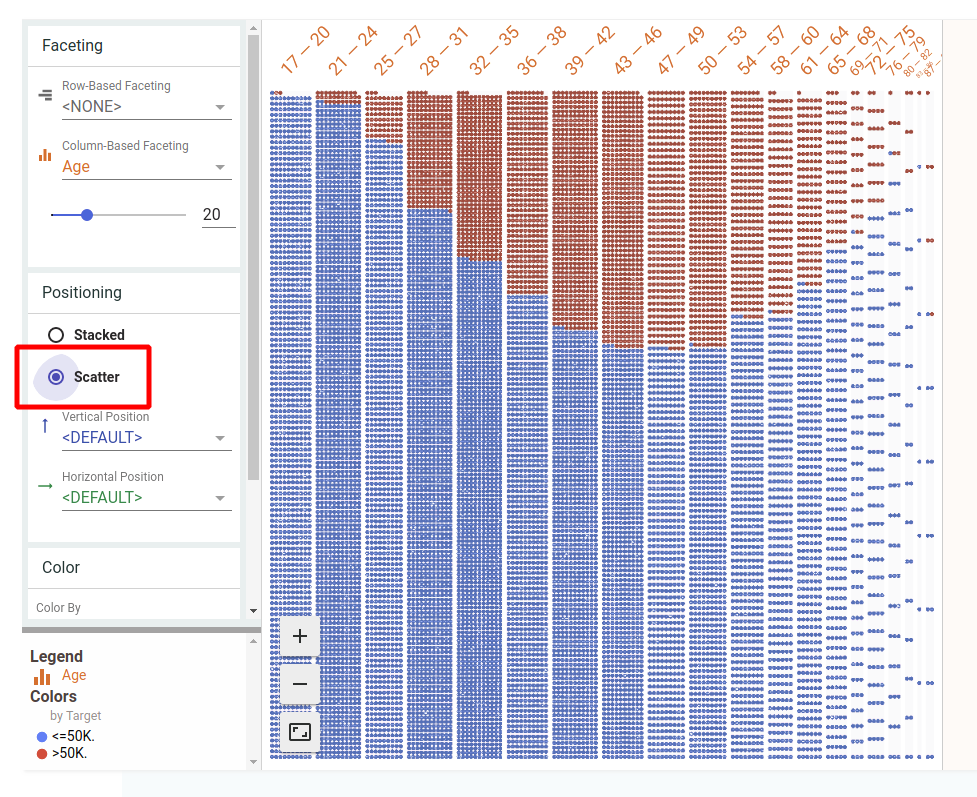 Faceting
Row-Based Faceting
<NONE>
Column-Based Faceting
Age
20
Positioning
Stacked
Scatter
Vertical Position
<DEFAULT>
Horizontal Position
<DEFAULT>
Color
Color By
Legend
Age
Colors
by Target
<=50K.
>50K.
17 – 20
21 – 24
25 – 27
28 – 31
32 – 35
36 – 38
39 – 42
43 – 46
47 – 49
50 – 53
54 – 57
58 – 60
61 – 64
65 – 68
69 – 71
72 – 75
76 – 79
80 – 82
+
−